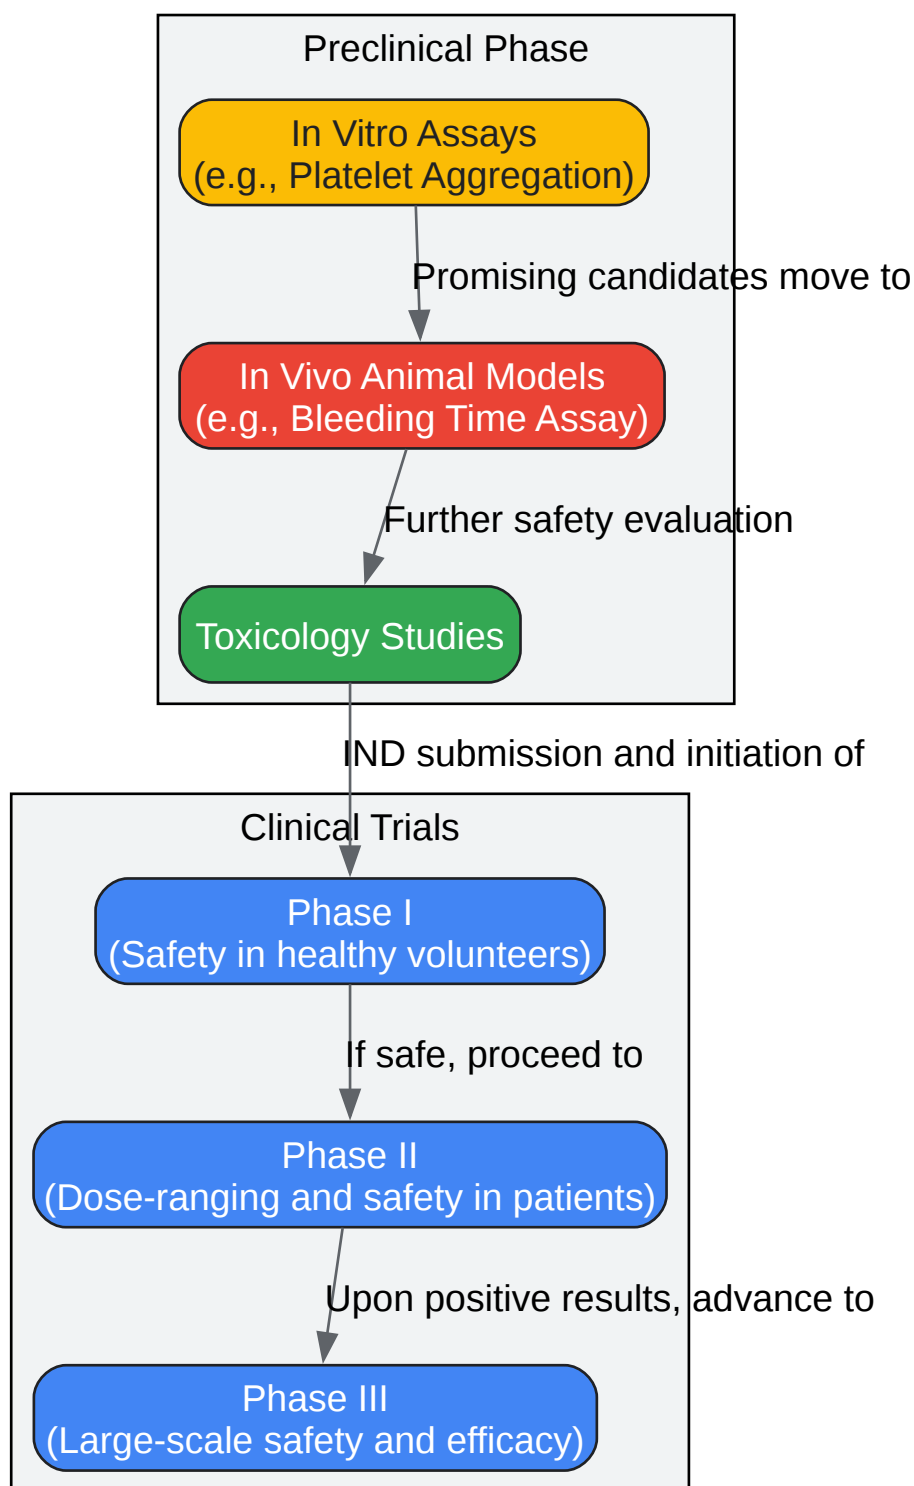 Preclinical Phase
In Vitro Assays
(e.g., Platelet Aggregation)
Promising candidates move to
In Vivo Animal Models
(e.g., Bleeding Time Assay)
Further safety evaluation
Toxicology Studies
IND submission and initiation of
Clinical Trials
Phase I
(Safety in healthy volunteers)
If safe, proceed to
Phase II
(Dose-ranging and safety in patients)
Upon positive results, advance to
Phase III
(Large-scale safety and efficacy)